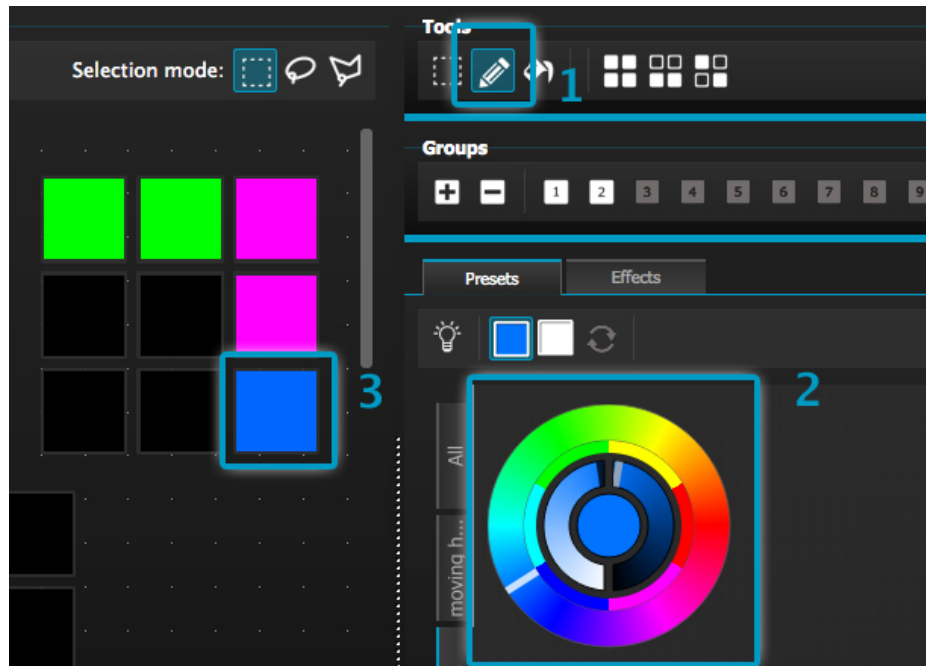 Tools
Selection mode:
1
Groups
1 2 3 4 5 6 7 8 9
Presets Effects
3
2
All
moving h...